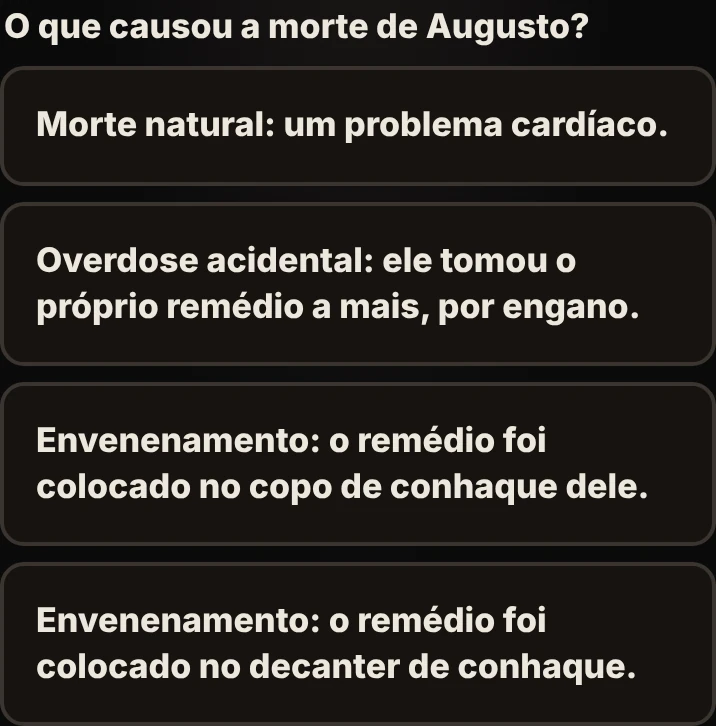 O que causou a morte de Augusto?
Morte natural: um problema cardíaco.
Overdose acidental: ele tomou o
próprio remédio a mais, por engano.
Envenenamento: o remédio foi
colocado no copo de conhaque dele.
Envenenamento: o remédio foi
colocado no decanter de conhaque.